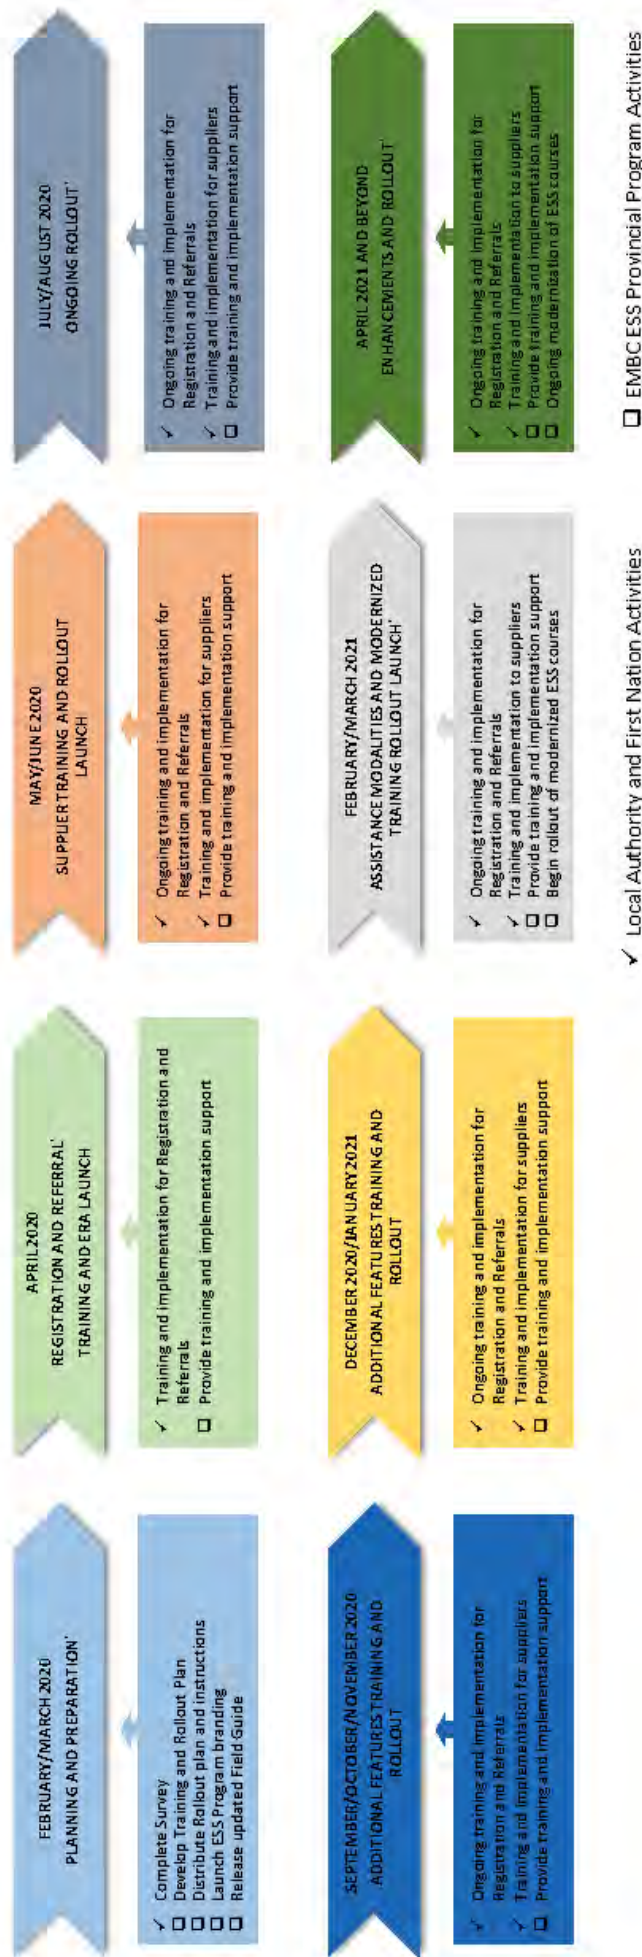 FEBRUARY/MARCH 2020
PLANNING AND PREPARATION'
✓ Complete Survey
☐ Develop Training and Rollout Plan
☐ Distribute Rollout plan and instructions
☐ Launch ESS Program branding
☐ Release updated Field Guide
APRIL 2020
REGISTRATION AND REFERRAL'
TRAINING AND ERA LAUNCH
✓ Training and implementation for Registration and
Referrals
☐ Provide training and implementation support
MAY/JUNE 2020
SUPPLIER TRAINING AND ROLLOUT
LAUNCH
✓ Ongoing training and implementation for
Registration and Referrals
✓ Training and implementation for suppliers
☐ Provide training and implementation support
JULY/AUGUST 2020
ONGOING ROLLOUT'
✓ Ongoing training and implementation for
Registration and Referrals
✓ Training and implementation for suppliers
☐ Provide training and implementation support
SEPTEMBER/OCTOBER/NOVEMBER 2020
ADDITIONAL FEATURES TRAINING AND
ROLLOUT
✓ Ongoing training and implementation for
Registration and Referrals
✓ Training and implementation for suppliers
☐ Provide training and implementation support
DECEMBER 2020/JANUARY 2021
ADDITIONAL FEATURES TRAINING AND
ROLLOUT
✓ Ongoing training and implementation for
Registration and Referrals
✓ Training and implementation for suppliers
☐ Provide training and implementation support
FEBRUARY/MARCH 2021
ASSISTANCE MODALITIES AND MODERNIZED
TRAINING ROLLOUT LAUNCH'
✓ Ongoing training and implementation for
Registration and Referrals
✓ Training and implementation to suppliers
☐ Provide training and implementation support
☐ Begin rollout of modernized ESS courses
APRIL 2021 AND BEYOND
ENHANCEMENTS AND ROLLOUT'
✓ Ongoing training and implementation for
Registration and Referrals
✓ Training and implementation to suppliers
☐ Provide training and implementation support
☐ Ongoing modernization of ESS courses
✓ Local Authority and First Nation Activities
☐ EMBC ESS Provincial Program Activities